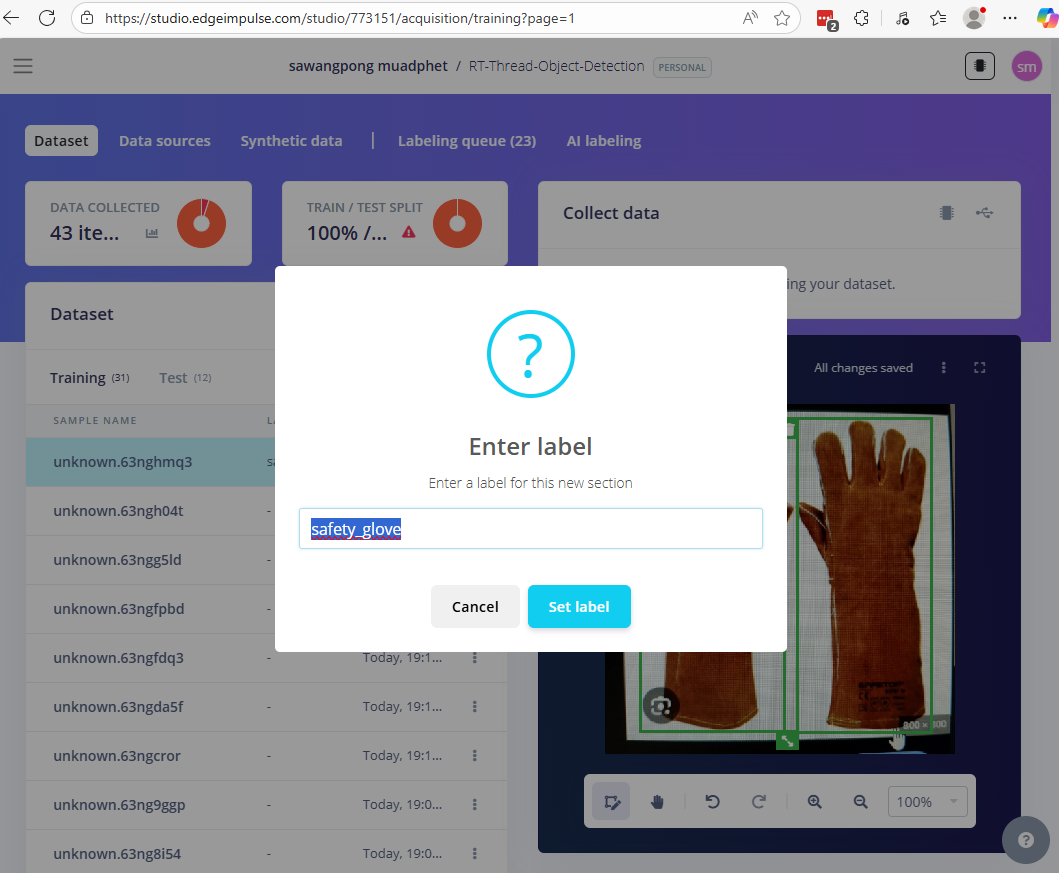 https://studio.edgeimpulse.com/studio/773151/acquisition/training?page=1
2
sawangpong muadphet / RT-Thread-Object-Detection PERSONAL
sm
Dataset Data sources Synthetic data | Labeling queue (23) AI labeling
DATA COLLECTED
43 ite...
TRAIN / TEST SPLIT
100% /...
Collect data
ing your dataset.
Dataset
Training (31) Test (12)
SAMPLE NAME
unknown.63nghmq3
unknown.63ngh04t -
unknown.63ngg5ld -
unknown.63ngfpbd -
unknown.63ngfdq3 - Today, 19:1...
unknown.63ngda5f - Today, 19:1...
unknown.63ngcror - Today, 19:1...
unknown.63ng9ggp - Today, 19:0...
unknown.63ng8i54 - Today, 19:0...
?
Enter label
Enter a label for this new section
safety_glove
Cancel Set label
All changes saved
100%
?